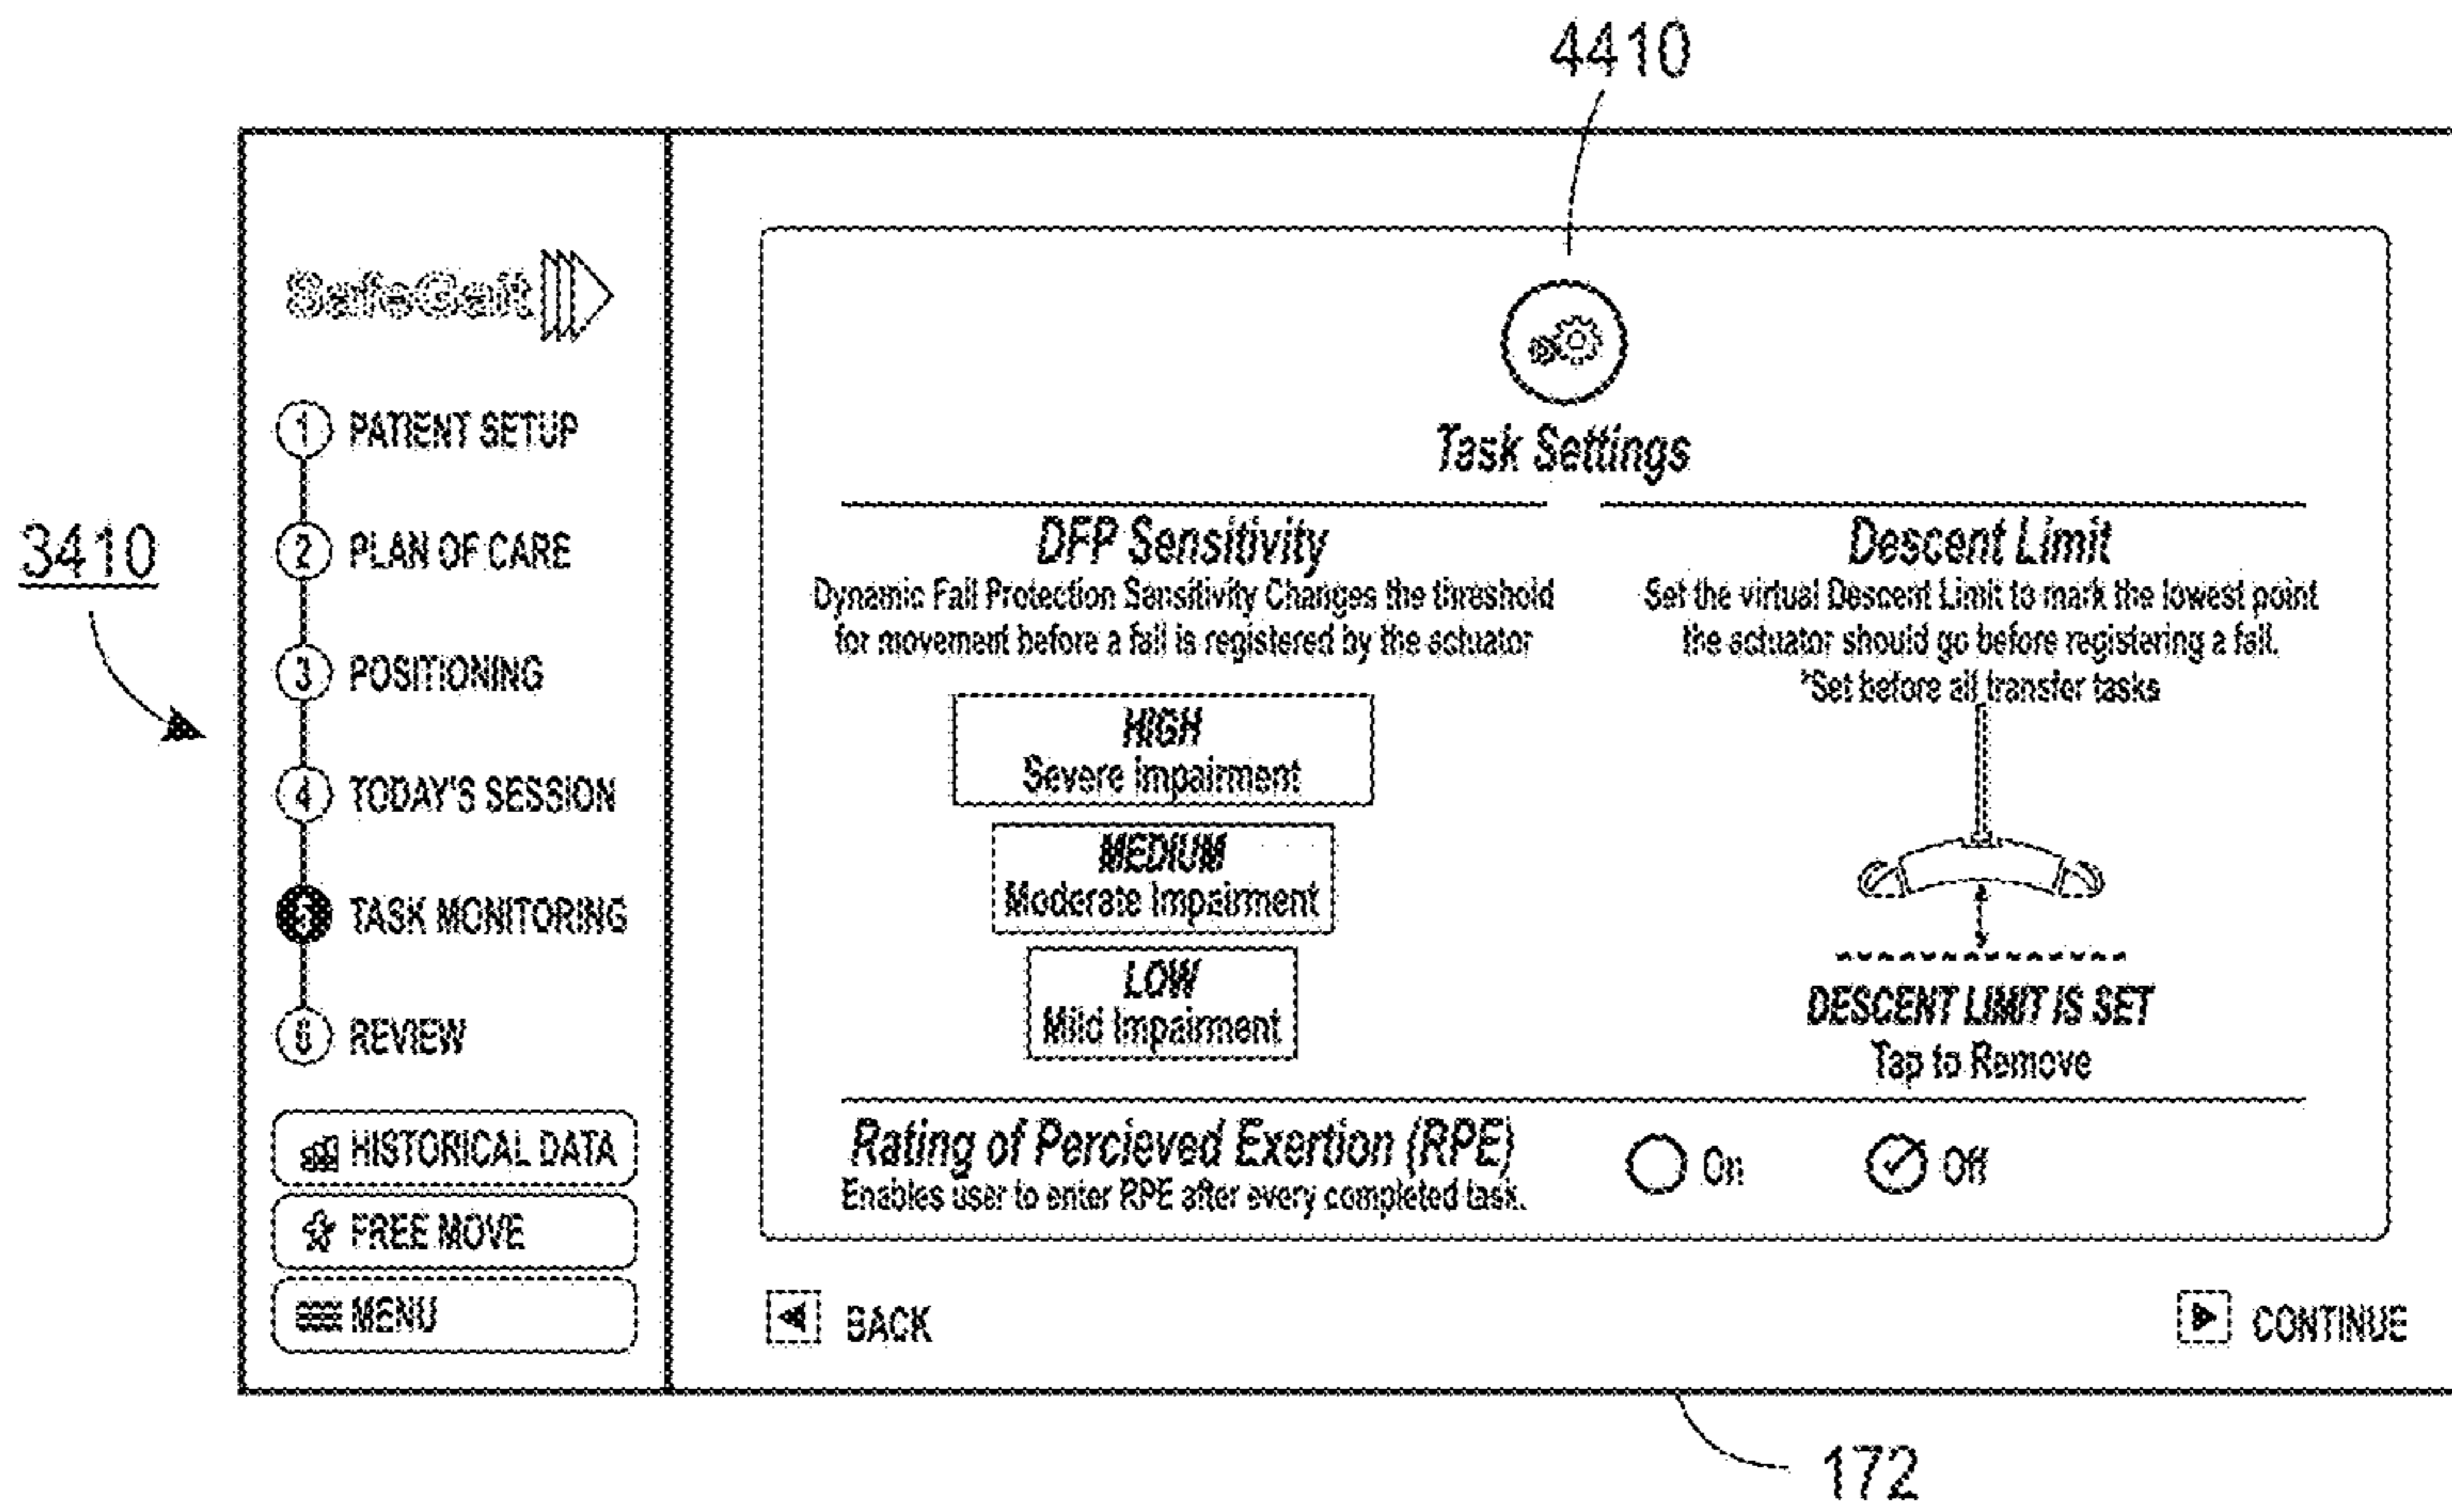 4410
3410
SafeGait
1 PATIENT SETUP
2 PLAN OF CARE
3 POSITIONING
4 TODAY'S SESSION
5 TASK MONITORING
6 REVIEW
HISTORICAL DATA
FREE MOVE
MENU
Task Settings
DFP Sensitivity
Dynamic Fall Protection Sensitivity Changes the threshold
for movement before a fall is registered by the actuator
HIGH
Severe Impairment
MEDIUM
Moderate Impairment
LOW
Mild Impairment
Descent Limit
Set the virtual Descent Limit to mark the lowest point
the actuator should go before registering a fall.
*Set before all transfer tasks
DESCENT LIMIT IS SET
Tap to Remove
Rating of Percieved Exertion (RPE)
Enables user to enter RPE after every completed task.
On Off
BACK
CONTINUE
172